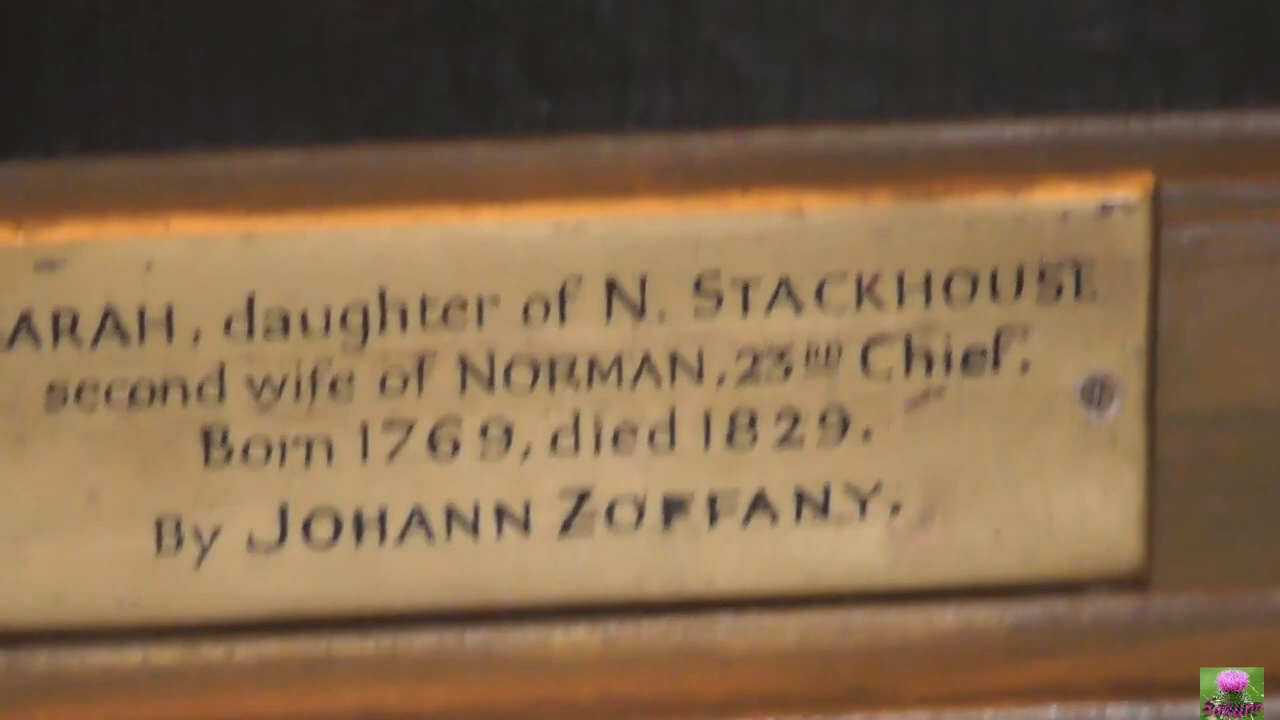 ARAH, daughter of N. STACKHOUSE
second wife of NORMAN, 23RD Chief.
Born 1769, died 1829.
By JOHANN ZOFFANY.